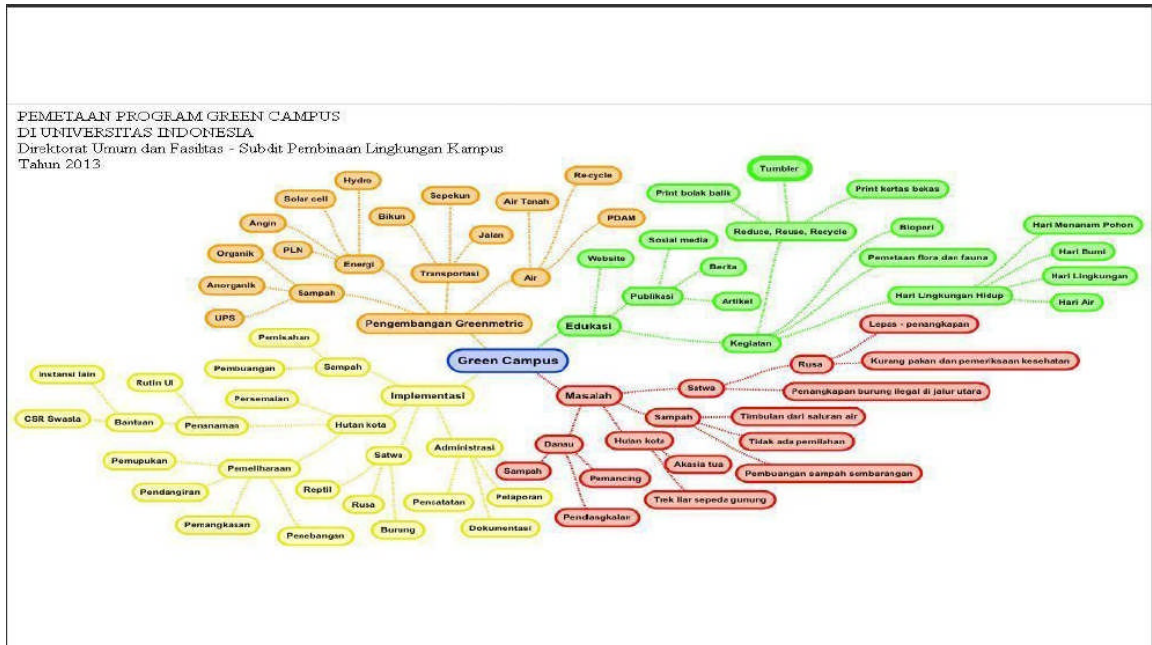 PEMETAAN PROGRAM GREEN CAMPUS
DI UNIVERSITAS INDONESIA
Direktorat Umum dan Fasilitas - Subdit Pembinaan Lingkungan Kampus
Tahun 2013
Green Campus
Pengembangan Greenmetric
Sampah
Organik
Anorganik
UPS
Energi
PLN
Angin
Solar cell
Hydro
Transportasi
Bikun
Sepekun
Jalan
Air
Air Tanah
Recycle
PDAM
Edukasi
Website
Publikasi
Sosial media
Berita
Artikel
Kegiatan
Reduce, Reuse, Recycle
Print bolak balik
Tumbler
Print kertas bekas
Biopori
Pemetaan flora dan fauna
Hari Lingkungan Hidup
Hari Menanam Pohon
Hari Bumi
Hari Lingkungan
Hari Air
Masalah
Satwa
Rusa
Lepas - penangkapan
Kurang pakan dan pemeriksaan kesehatan
Penangkapan burung ilegal di jalur utara
Sampah
Timbulan dari saluran air
Tidak ada pemilahan
Pembuangan sampah sembarangan
Hutan kota
Akasia tua
Trek liar sepeda gunung
Danau
Sampah
Pemancing
Pendangkalan
Implementasi
Sampah
Pemisahan
Pembuangan
Hutan kota
Persemaian
Penanaman
Rutin UI
Bantuan
Instansi lain
CSR Swasta
Pemeliharaan
Pemupukan
Pendangiran
Pemangkasan
Penebangan
Satwa
Reptil
Rusa
Burung
Administrasi
Pencatatan
Pelaporan
Dokumentasi